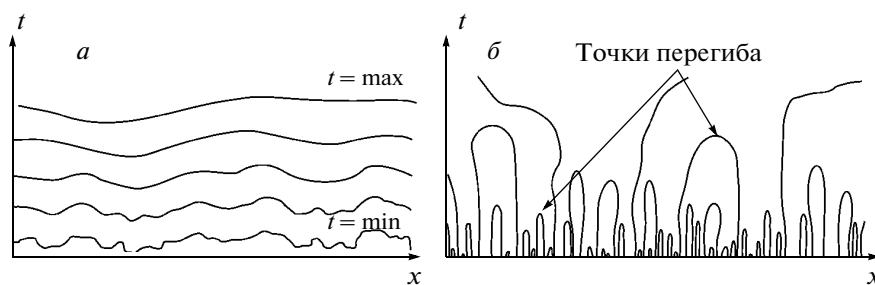 t
а
t = max
t = min
x
t
б
Точки перегиба
x